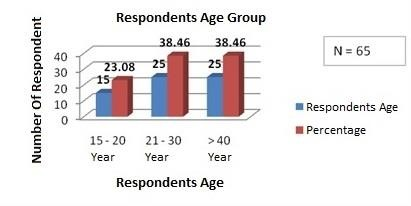 Respondents Age Group
Number Of Respondent
40
30
20
10
0
15
23.08
25
38.46
25
38.46
15 - 20
Year
21 - 30
Year
> 40
Year
Respondents Age
N = 65
Respondents Age
Percentage